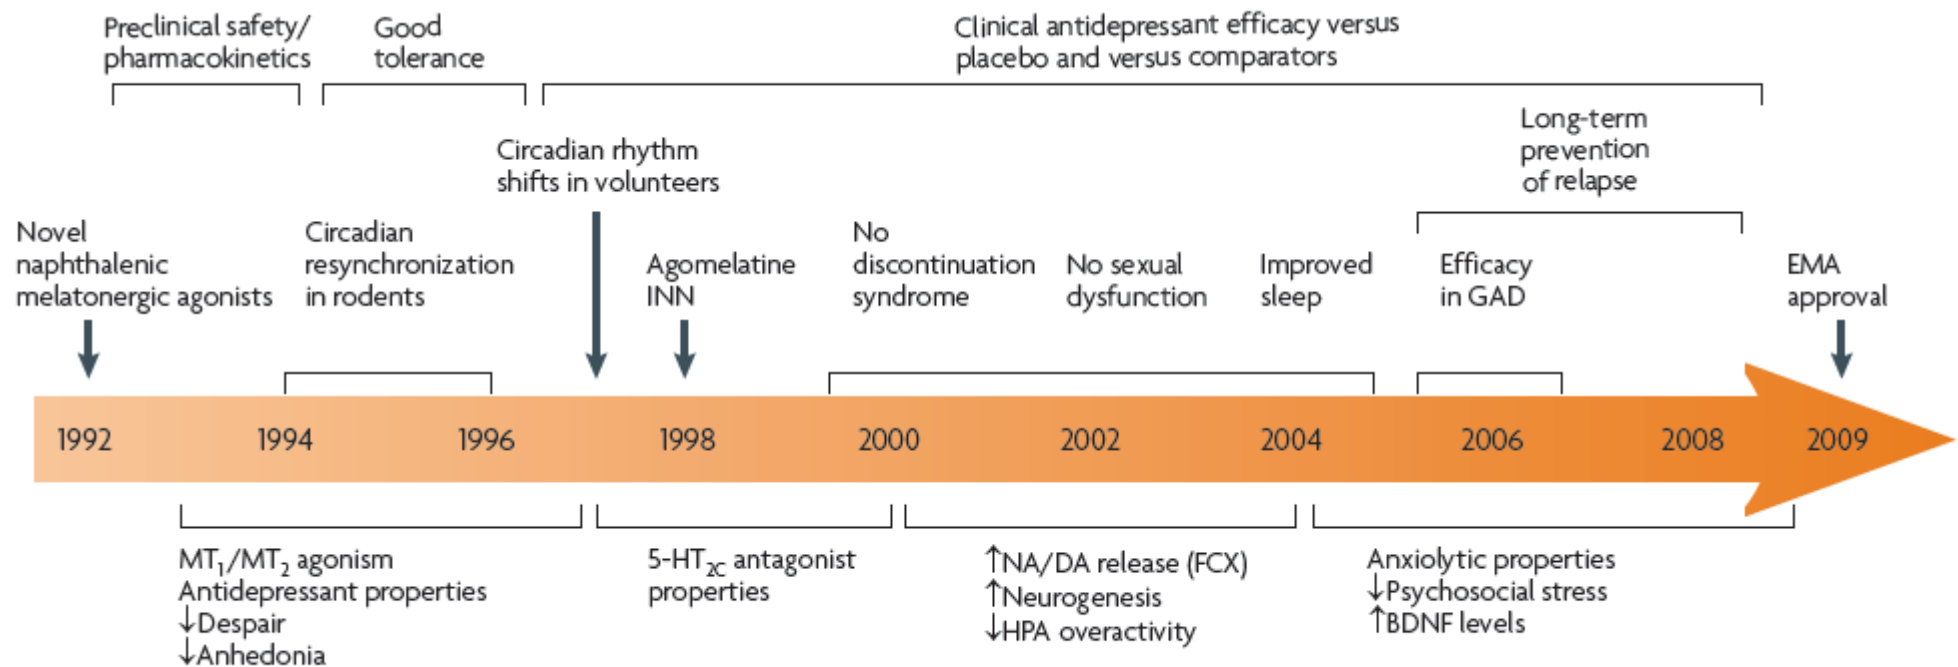 Preclinical safety/
pharmacokinetics
Good
tolerance
Clinical antidepressant efficacy versus
placebo and versus comparators
Circadian rhythm
shifts in volunteers
Long-term
prevention
of relapse
Novel
naphthalenic
melatonergic agonists
Circadian
resynchronization
in rodents
Agomelatine
INN
No
discontinuation
syndrome
No sexual
dysfunction
Improved
sleep
Efficacy
in GAD
EMA
approval
1992 1994 1996 1998 2000 2002 2004 2006 2008 2009
MT₁/MT₂ agonism
Antidepressant properties
↓Despair
↓Anhedonia
5-HT₂C antagonist
properties
↑NA/DA release (FCX)
↑Neurogenesis
↓HPA overactivity
Anxiolytic properties
↓Psychosocial stress
↑BDNF levels